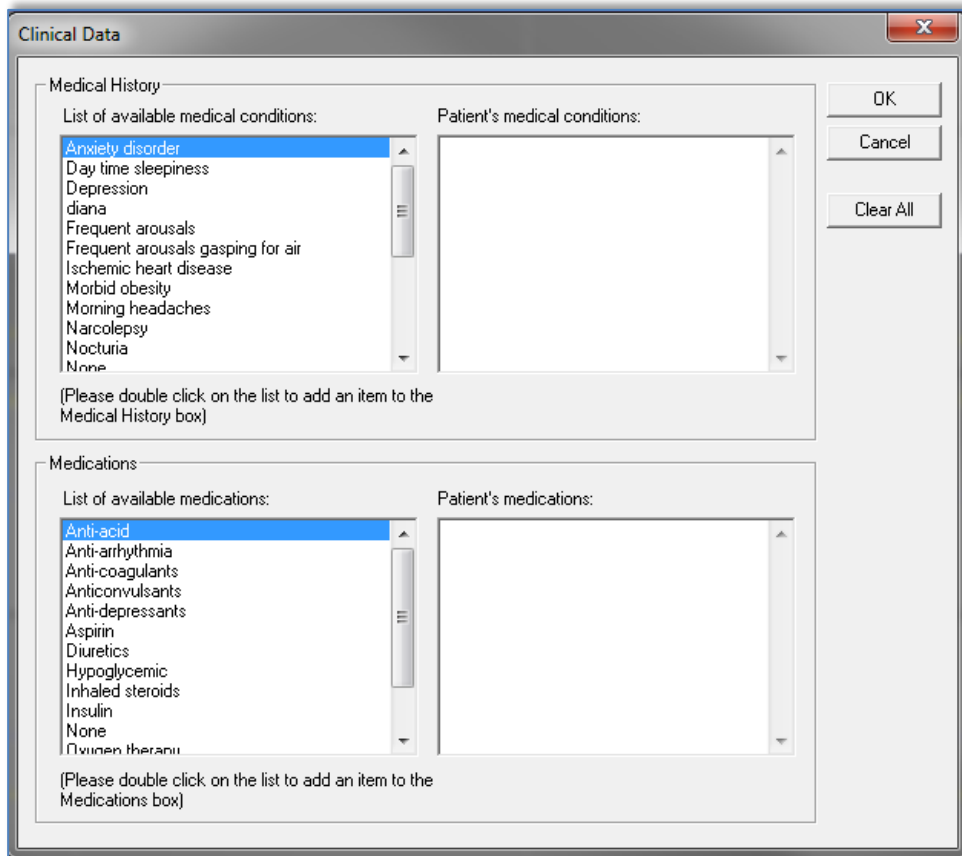 Clinical Data
Medical History
OK
List of available medical conditions:
Patient's medical conditions:
Cancel
Anxiety disorder
Day time sleepiness
Depression
diana
Frequent arousals
Frequent arousals gasping for air
Ischemic heart disease
Morbid obesity
Morning headaches
Narcolepsy
Nocturia
None
Clear All
(Please double click on the list to add an item to the
Medical History box)
Medications
List of available medications:
Patient's medications:
Anti-acid
Anti-arrhythmia
Anti-coagulants
Anticonvulsants
Anti-depressants
Aspirin
Diuretics
Hypoglycemic
Inhaled steroids
Insulin
None
Oxygen therapy
(Please double click on the list to add an item to the
Medications box)